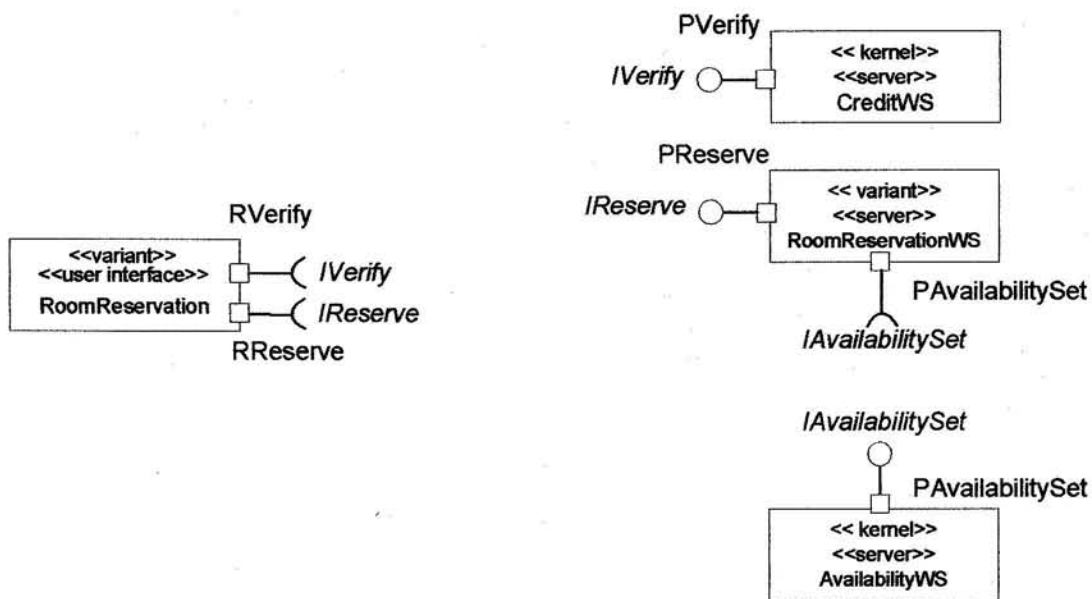 PVerify
<< kernel>>
<<server>>
CreditWS
IVerify
PReserve
<< variant>>
<<server>>
RoomReservationWS
IReserve
PAvailabilitySet
IAvailabilitySet
RVerify
<<variant>>
<<user interface>>
RoomReservation
IVerify
IReserve
RReserve
IAvailabilitySet
PAvailabilitySet
<< kernel>>
<<server>>
AvailabilityWS